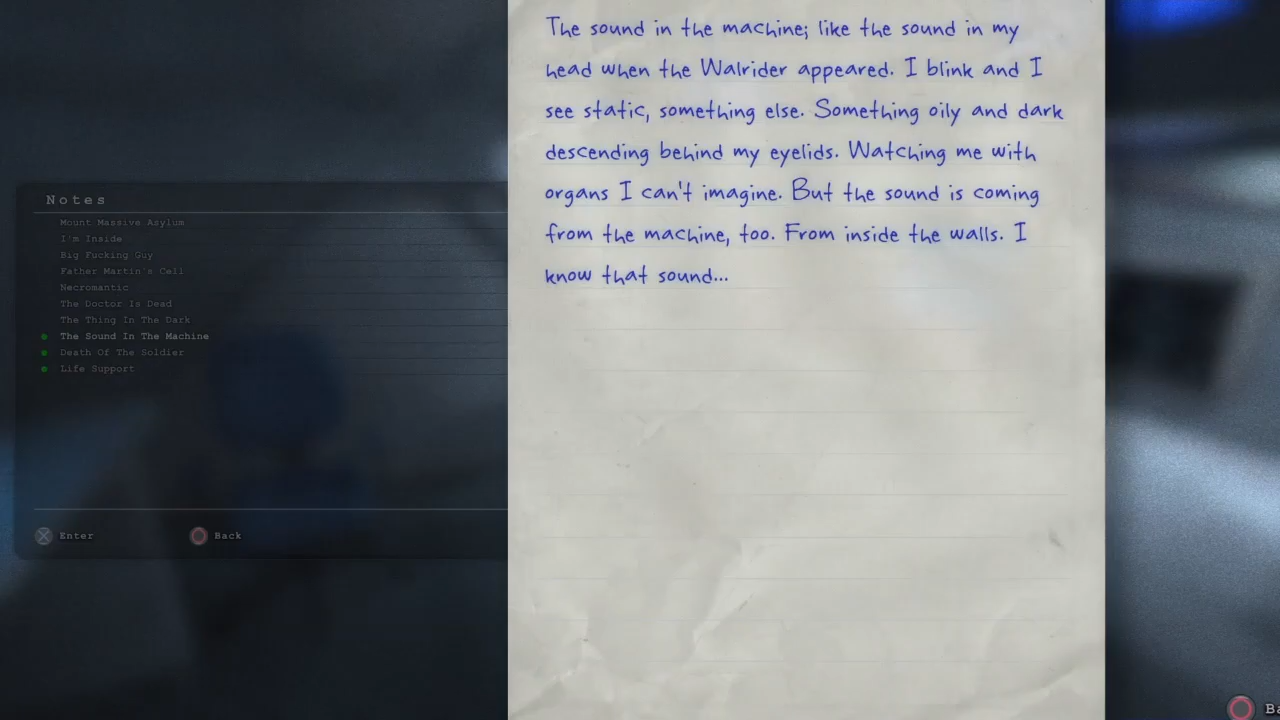 The sound in the machine; like the sound in my
head when the Walrider appeared. I blink and I
see static, something else. Something oily and dark
descending behind my eyelids. Watching me with
organs I can't imagine. But the sound is coming
from the machine, too. From inside the walls. I
know that sound...
Notes
Mount Massive Asylum
I'm Inside
Big Fucking Guy
Father Martin's Cell
Necromantic
The Doctor Is Dead
The Thing In The Dark
The Sound In The Machine
Death Of The Soldier
Life Support
Enter Back